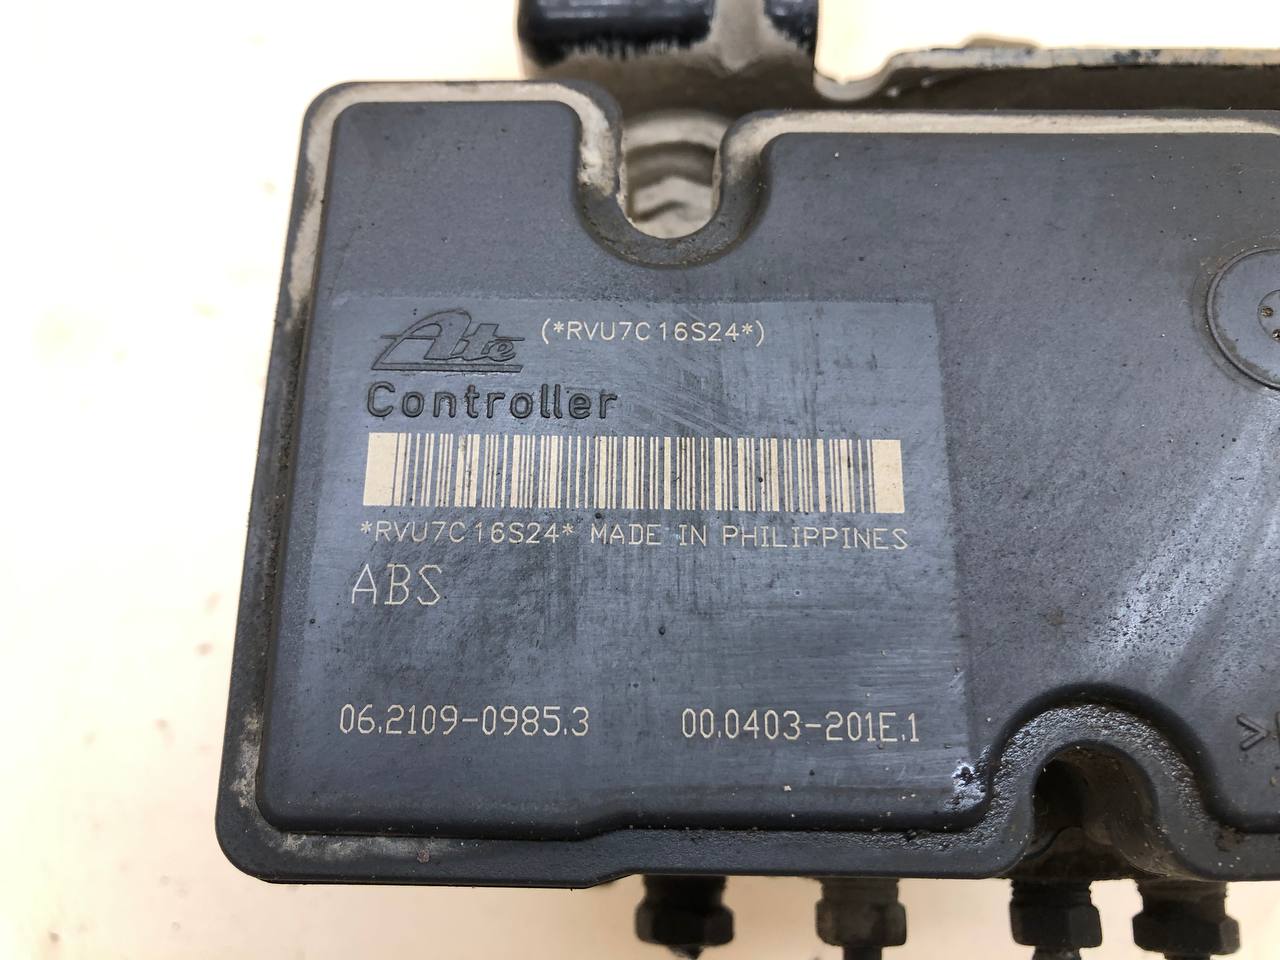 Ate (*RVU7C16S24*)
Controller
*RVU7C16S24* MADE IN PHILIPPINES
ABS
06.2109-0985.3 00.0403-201E.1